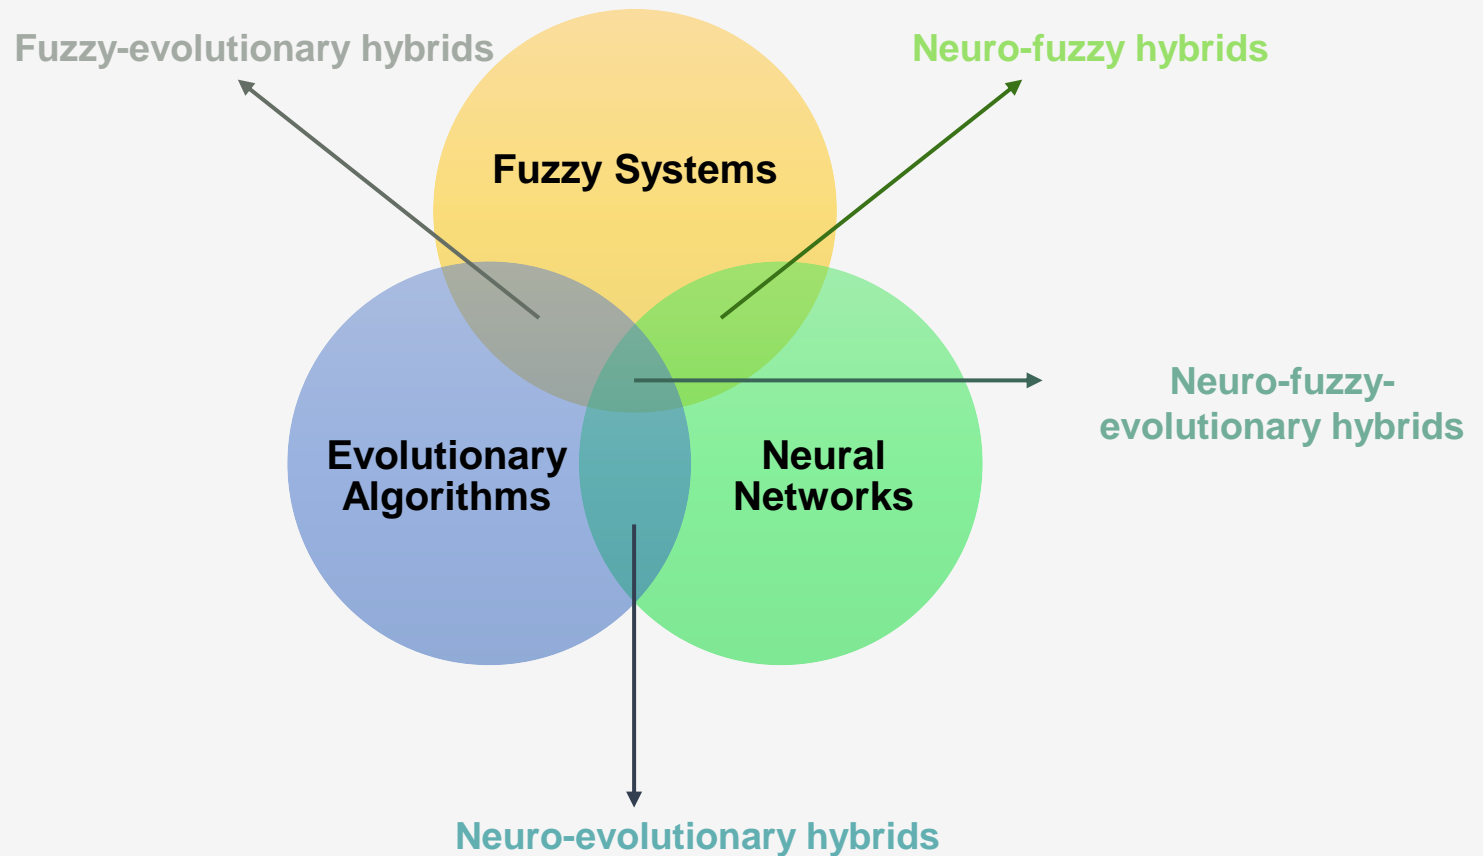 Fuzzy-evolutionary hybrids
Neuro-fuzzy hybrids
Fuzzy Systems
Neuro-fuzzy-
evolutionary hybrids
Evolutionary
Algorithms
Neural
Networks
Neuro-evolutionary hybrids